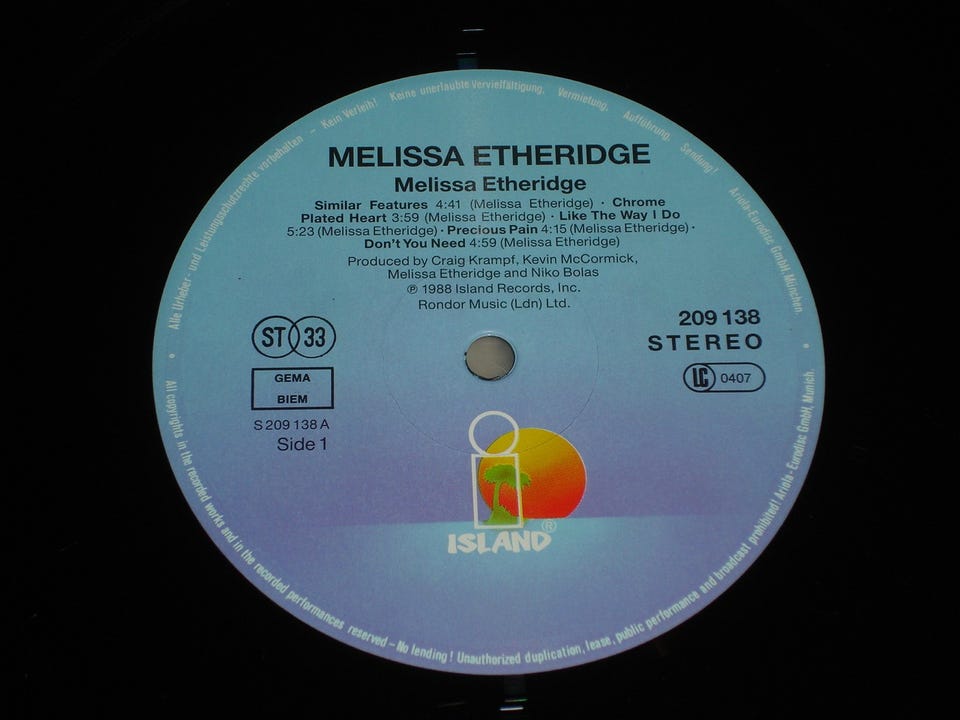 Alle Urheber- und Leistungsschutzrechte vorbehalten – Kein Verleih! Keine unerlaubte Vervielfältigung, Vermietung, Aufführung, Sendung! Ariola-Eurodisc GmbH, München.
MELISSA ETHERIDGE
Melissa Etheridge
Similar Features 4:41 (Melissa Etheridge) · Chrome
Plated Heart 3:59 (Melissa Etheridge) · Like The Way I Do
5:23 (Melissa Etheridge) · Precious Pain 4:15 (Melissa Etheridge) ·
Don't You Need 4:59 (Melissa Etheridge)
Produced by Craig Krampf, Kevin McCormick,
Melissa Etheridge and Niko Bolas
℗ 1988 Island Records, Inc.
Rondor Music (Ldn) Ltd.
ST 33
GEMA
BIEM
S 209 138 A
Side 1
209 138
STEREO
LC 0407
ISLAND®
All copyrights in the recorded works and in the recorded performances reserved – No lending! Unauthorized duplication, lease, public performance and broadcast prohibited! Ariola-Eurodisc GmbH, Munich.